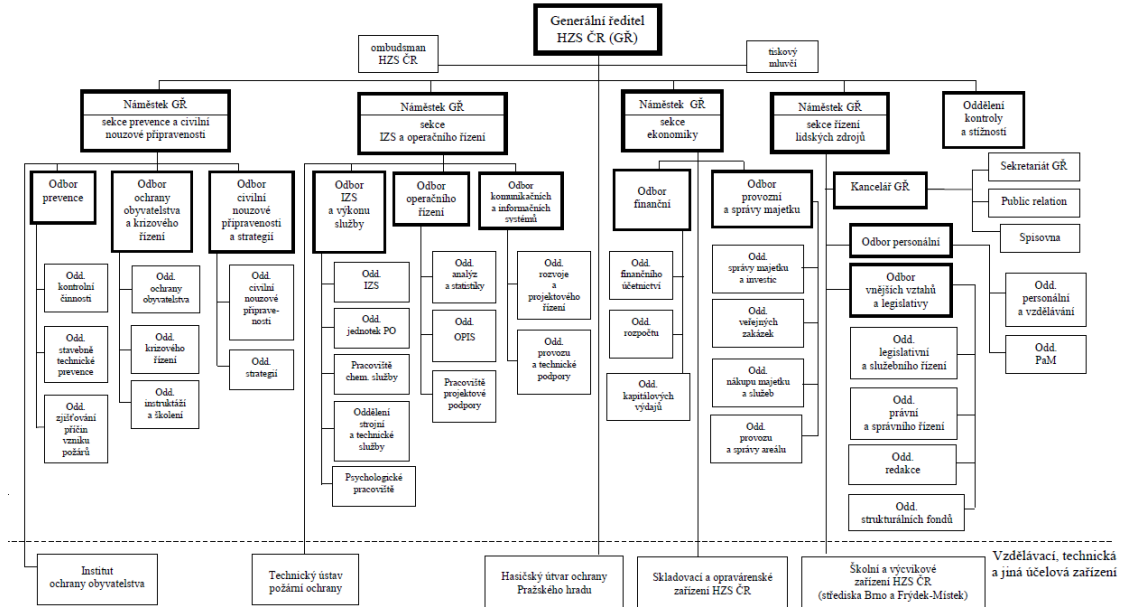 Generální ředitel
HZS ČR (GŘ)
ombudsman
HZS ČR
tiskový
mluvčí
Náměstek GŘ
sekce prevence a civilní
nouzové připravenosti
Náměstek GŘ
sekce
IZS a operačního řízení
Náměstek GŘ
sekce
ekonomiky
Náměstek GŘ
sekce řízení
lidských zdrojů
Oddělení
kontroly
a stížností
Odbor
prevence
Odbor
ochrany
obyvatelstva
a krizového
řízení
Odbor
civilní
nouzové
připravenosti
a strategií
Odbor
IZS
a výkonu
služby
Odbor
operačního
řízení
Odbor
komunikačních
a informačních
systémů
Odbor
finanční
Odbor
provozní
a správy majetku
Kancelář GŘ
Sekretariát GŘ
Public relation
Spisovna
Odbor personální
Odbor
vnějších vztahů
a legislativy
Odd.
kontrolní
činnosti
Odd.
stavebně
technické
prevence
Odd.
zjišťování
příčin
vzniku
požárů
Odd.
ochrany
obyvatelstva
Odd.
krizového
řízení
Odd.
instruktáží
a školení
Odd.
civilní
nouzové
připrave-
nosti
Odd.
strategií
Odd.
IZS
Odd.
jednotek PO
Pracoviště
chem. služby
Oddělení
strojní
a technické
služby
Psychologické
pracoviště
Odd.
analýz
a statistiky
Odd.
OPIS
Pracoviště
projektové
podpory
Odd.
rozvoje
a
projektového
řízení
Odd.
provozu
a technické
podpory
Odd.
finančního
účetnictví
Odd.
rozpočtu
Odd.
kapitálových
výdajů
Odd.
správy majetku
a investic
Odd.
veřejných
zakázek
Odd.
nákupu majetku
a služeb
Odd.
provozu
a správy areálu
Odd.
legislativní
a služebního řízení
Odd.
právní
a správního řízení
Odd.
redakce
Odd.
strukturálních fondů
Odd.
personální
a vzdělávání
Odd.
PaM
Institut
ochrany obyvatelstva
Technický ústav
požární ochrany
Hasičský útvar ochrany
Pražského hradu
Skladovací a opravárenské
zařízení HZS ČR
Školní a výcvikové
zařízení HZS ČR
(střediska Brno a Frýdek-Místek)
Vzdělávací, technická
a jiná účelová zařízení